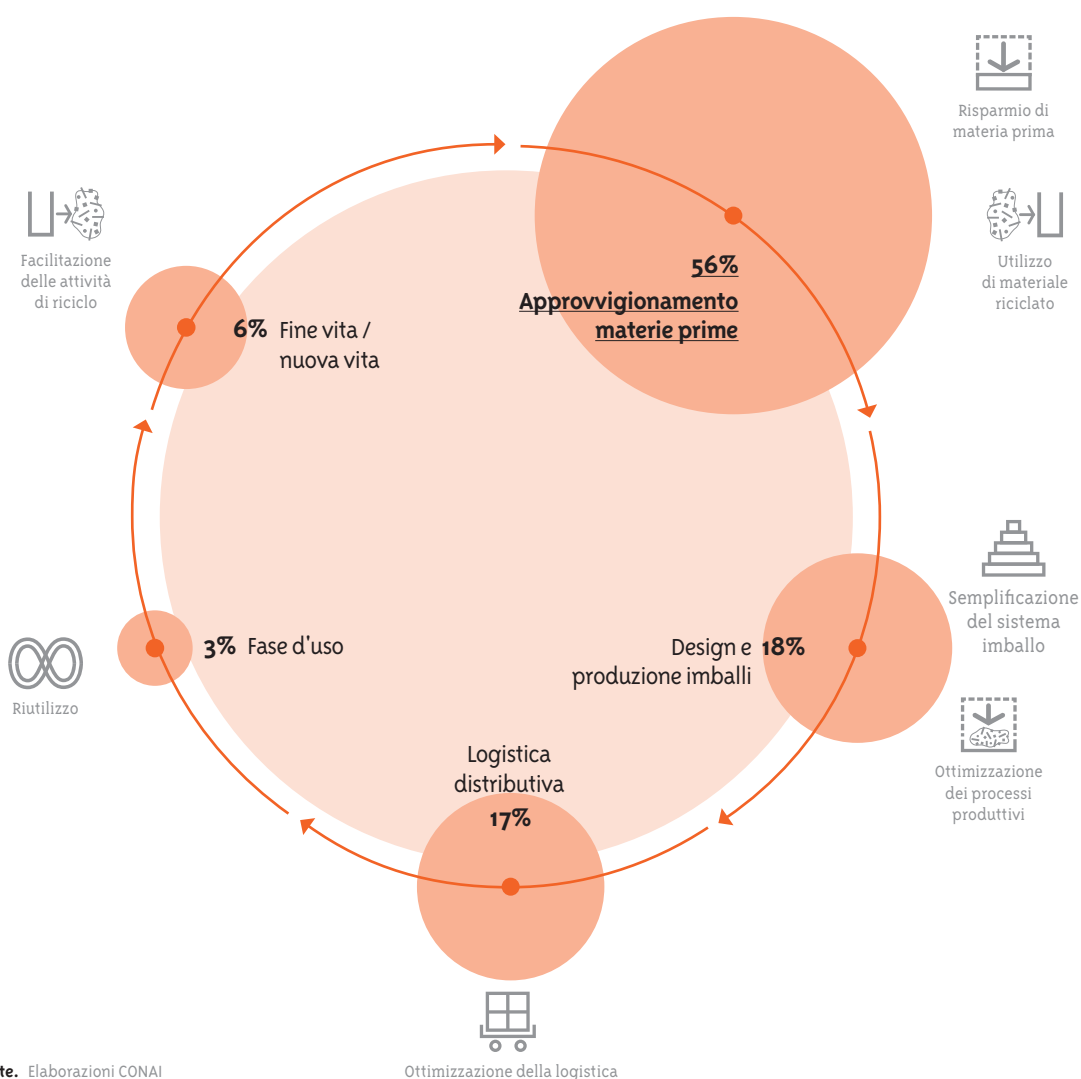 Risparmio di
materia prima
Utilizzo
di materiale
riciclato
Facilitazione
delle attività
di riciclo
56%
Approvvigionamento
materie prime
6% Fine vita /
nuova vita
Semplificazione
del sistema
imballo
3% Fase d'uso
Design e 18%
produzione imballi
Riutilizzo
Ottimizzazione
dei processi
produttivi
Logistica
distributiva
17%
te. Elaborazioni CONAI
Ottimizzazione della logistica